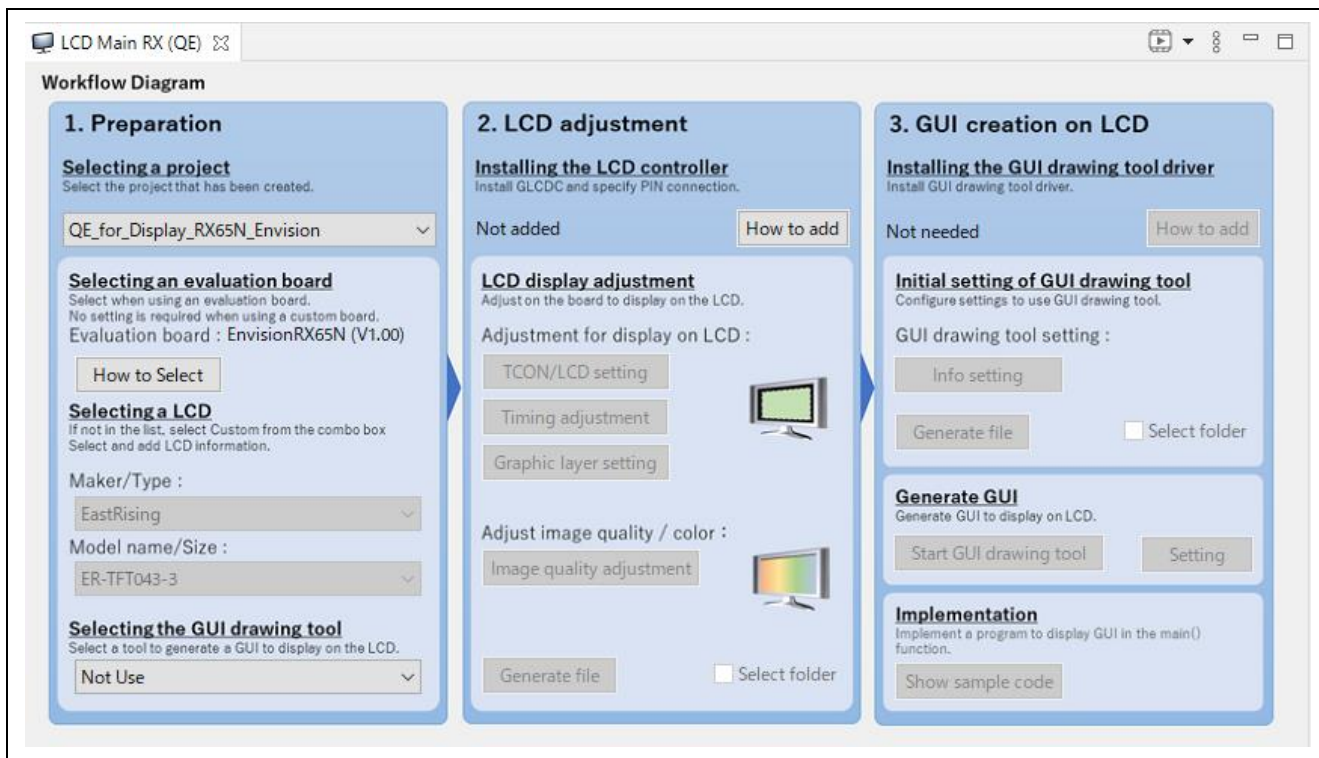 LCD Main RX (QE)
Workflow Diagram
1. Preparation
Selecting a project
Select the project that has been created.
QE_for_Display_RX65N_Envision
Selecting an evaluation board
Select when using an evaluation board.
No setting is required when using a custom board.
Evaluation board : EnvisionRX65N (V1.00)
How to Select
Selecting a LCD
If not in the list, select Custom from the combo box
Select and add LCD information.
Maker/Type :
EastRising
Model name/Size :
ER-TFT043-3
Selecting the GUI drawing tool
Select a tool to generate a GUI to display on the LCD.
Not Use
2. LCD adjustment
Installing the LCD controller
Install GLCDC and specify PIN connection.
Not added
How to add
LCD display adjustment
Adjust on the board to display on the LCD.
Adjustment for display on LCD :
TCON/LCD setting
Timing adjustment
Graphic layer setting
Adjust image quality / color :
Image quality adjustment
Generate file
Select folder
3. GUI creation on LCD
Installing the GUI drawing tool driver
Install GUI drawing tool driver.
Not needed
How to add
Initial setting of GUI drawing tool
Configure settings to use GUI drawing tool.
GUI drawing tool setting :
Info setting
Generate file
Select folder
Generate GUI
Generate GUI to display on LCD.
Start GUI drawing tool
Setting
Implementation
Implement a program to display GUI in the main()
function.
Show sample code